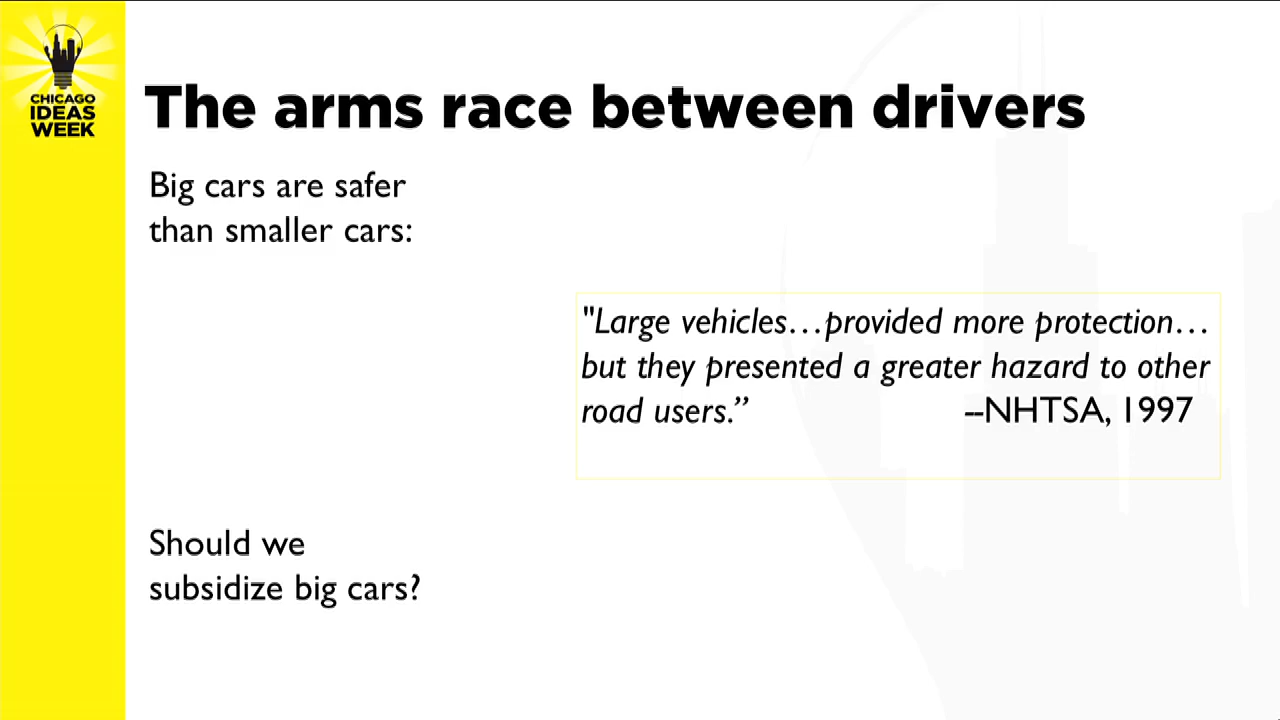 CHICAGO
IDEAS
WEEK
The arms race between drivers
Big cars are safer
than smaller cars:
"Large vehicles…provided more protection…
but they presented a greater hazard to other
road users.” --NHTSA, 1997
Should we
subsidize big cars?